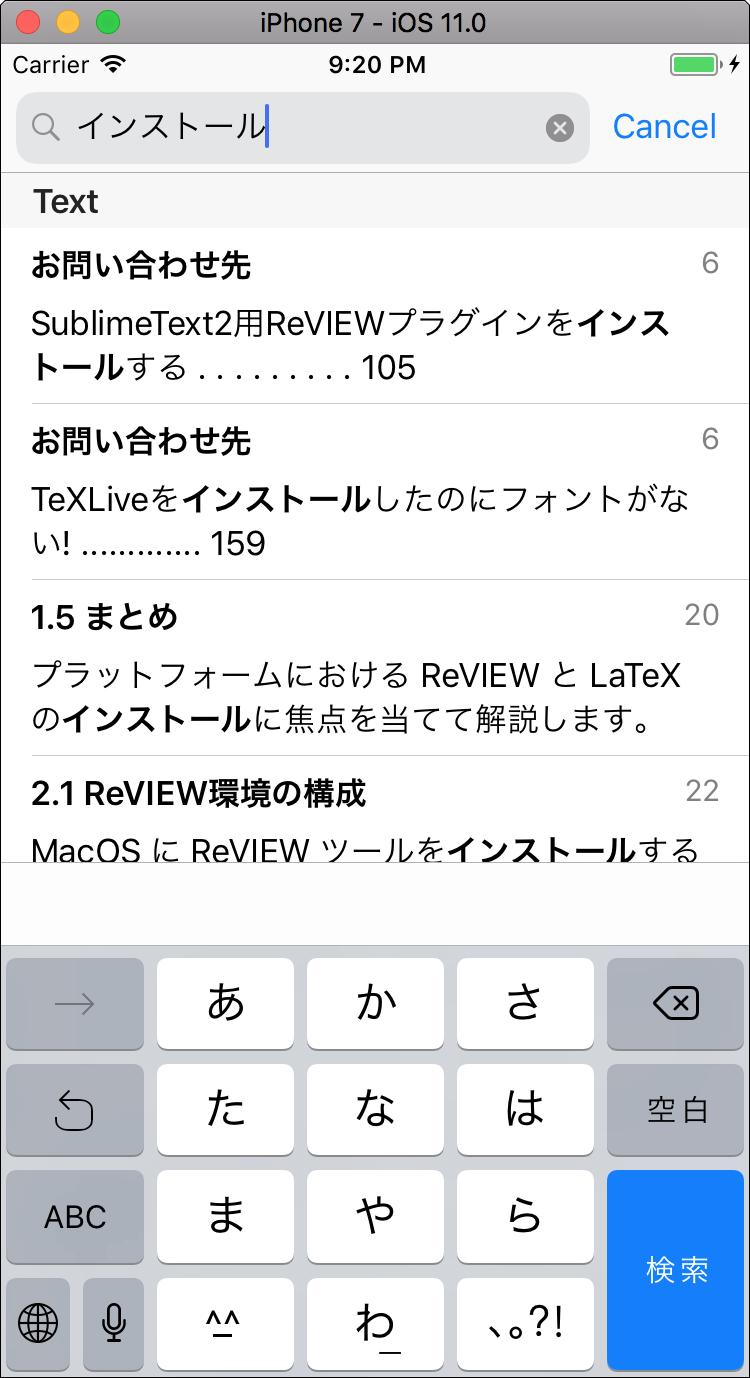 iPhone 7 - iOS 11.0
Carrier 9:20 PM
インストール Cancel
Text
お問い合わせ先 6
SublimeText2用ReVIEWプラグインをインス
トールする . . . . . . . . . 105
お問い合わせ先 6
TeXLiveをインストールしたのにフォントがな
い! ............. 159
1.5 まとめ 20
プラットフォームにおける ReVIEW と LaTeX
のインストールに焦点を当てて解説します。
2.1 ReVIEW環境の構成 22
MacOS に ReVIEW ツールをインストールする
→ あ か さ
た な は 空白
ABC ま や ら 検索
^_^ わ_ 、。?!